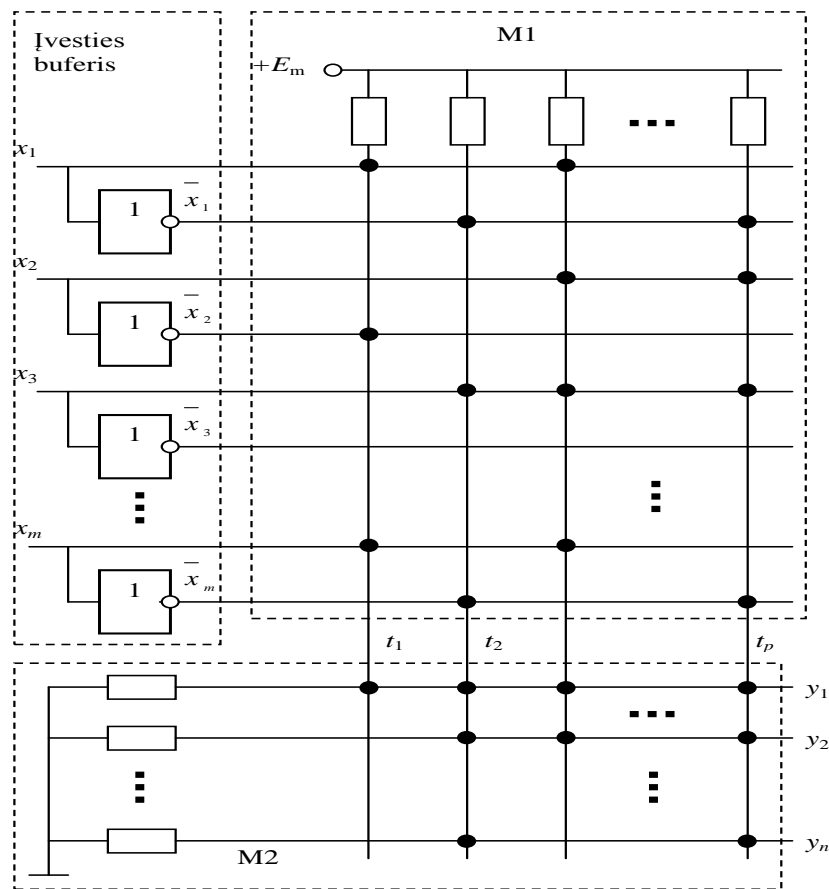 Įvesties
buferis
M1
+Eₘ
x₁
1
x̄₁
x₂
1
x̄₂
x₃
1
x̄₃
xₘ
1
x̄ₘ
t₁
t₂
tₚ
y₁
y₂
yₙ
M2